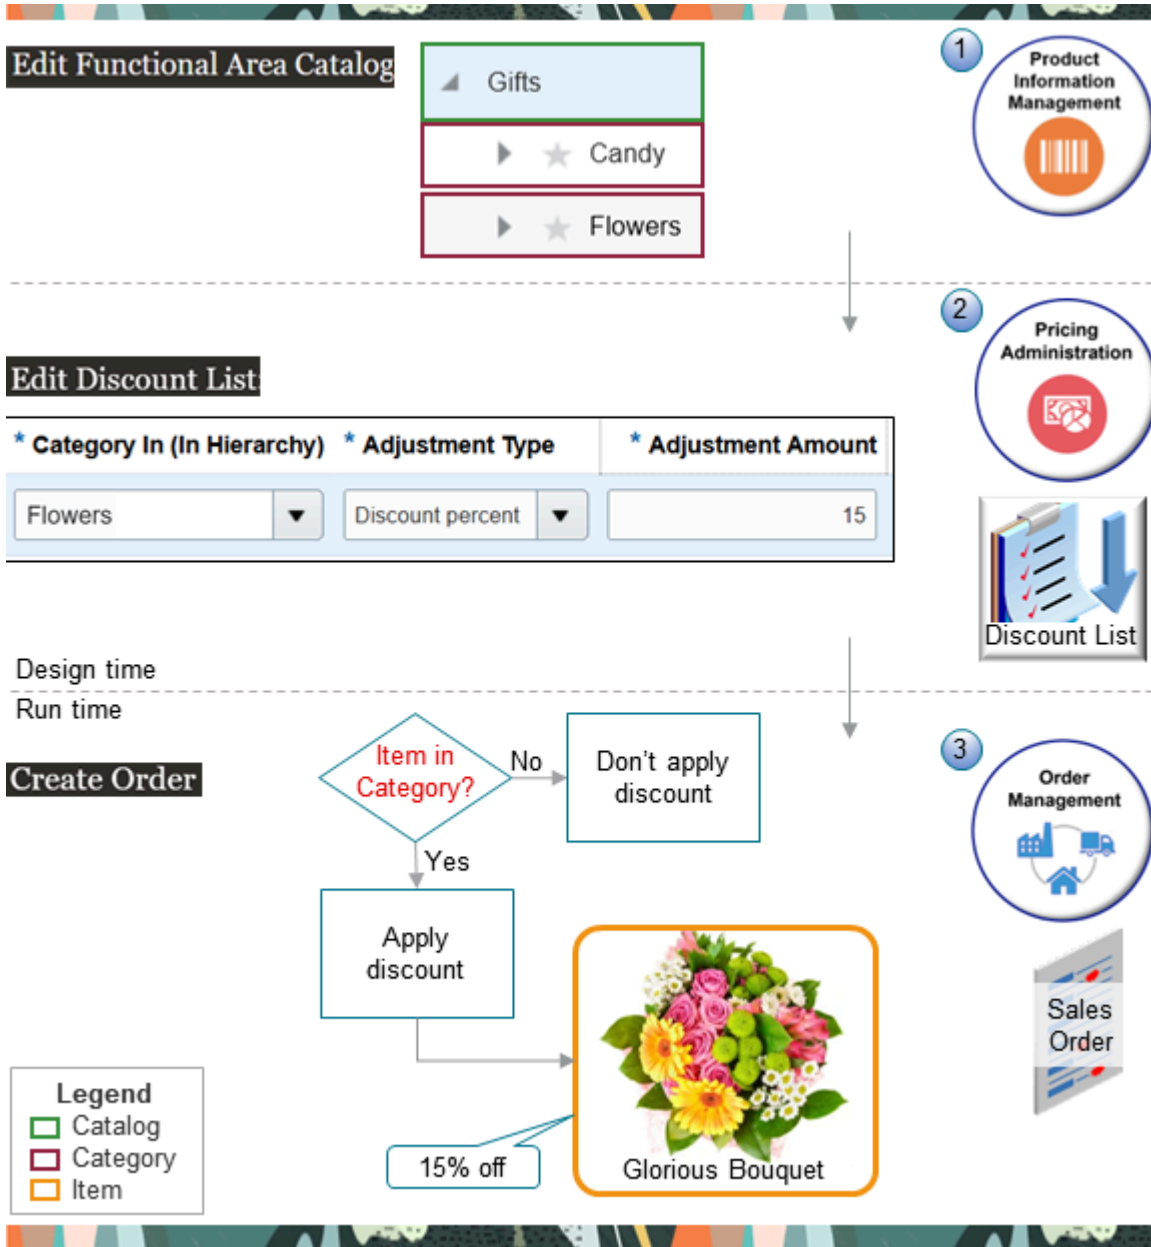 Edit Functional Area Catalog
Gifts
Candy
Flowers
1
Product
Information
Management
2
Pricing
Administration
Edit Discount List:
* Category In (In Hierarchy) * Adjustment Type * Adjustment Amount
Flowers Discount percent 15
Discount List
Design time
Run time
Create Order
Item in
Category?
No
Don't apply
discount
Yes
Apply
discount
3
Order
Management
Sales
Order
15% off
Glorious Bouquet
Legend
Catalog
Category
Item